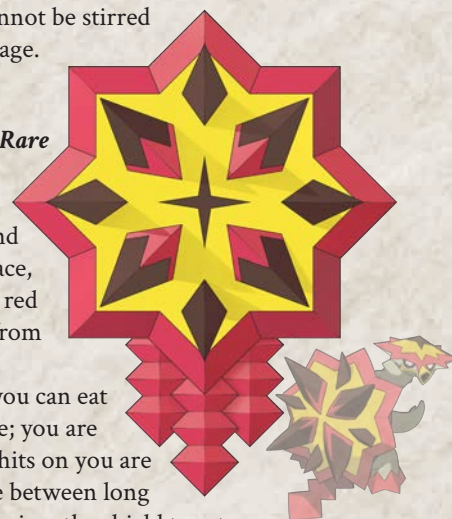 nnot be stirred
age.
Rare
nd
ace,
red
rom
you can eat
e; you are
hits on you are
e between long